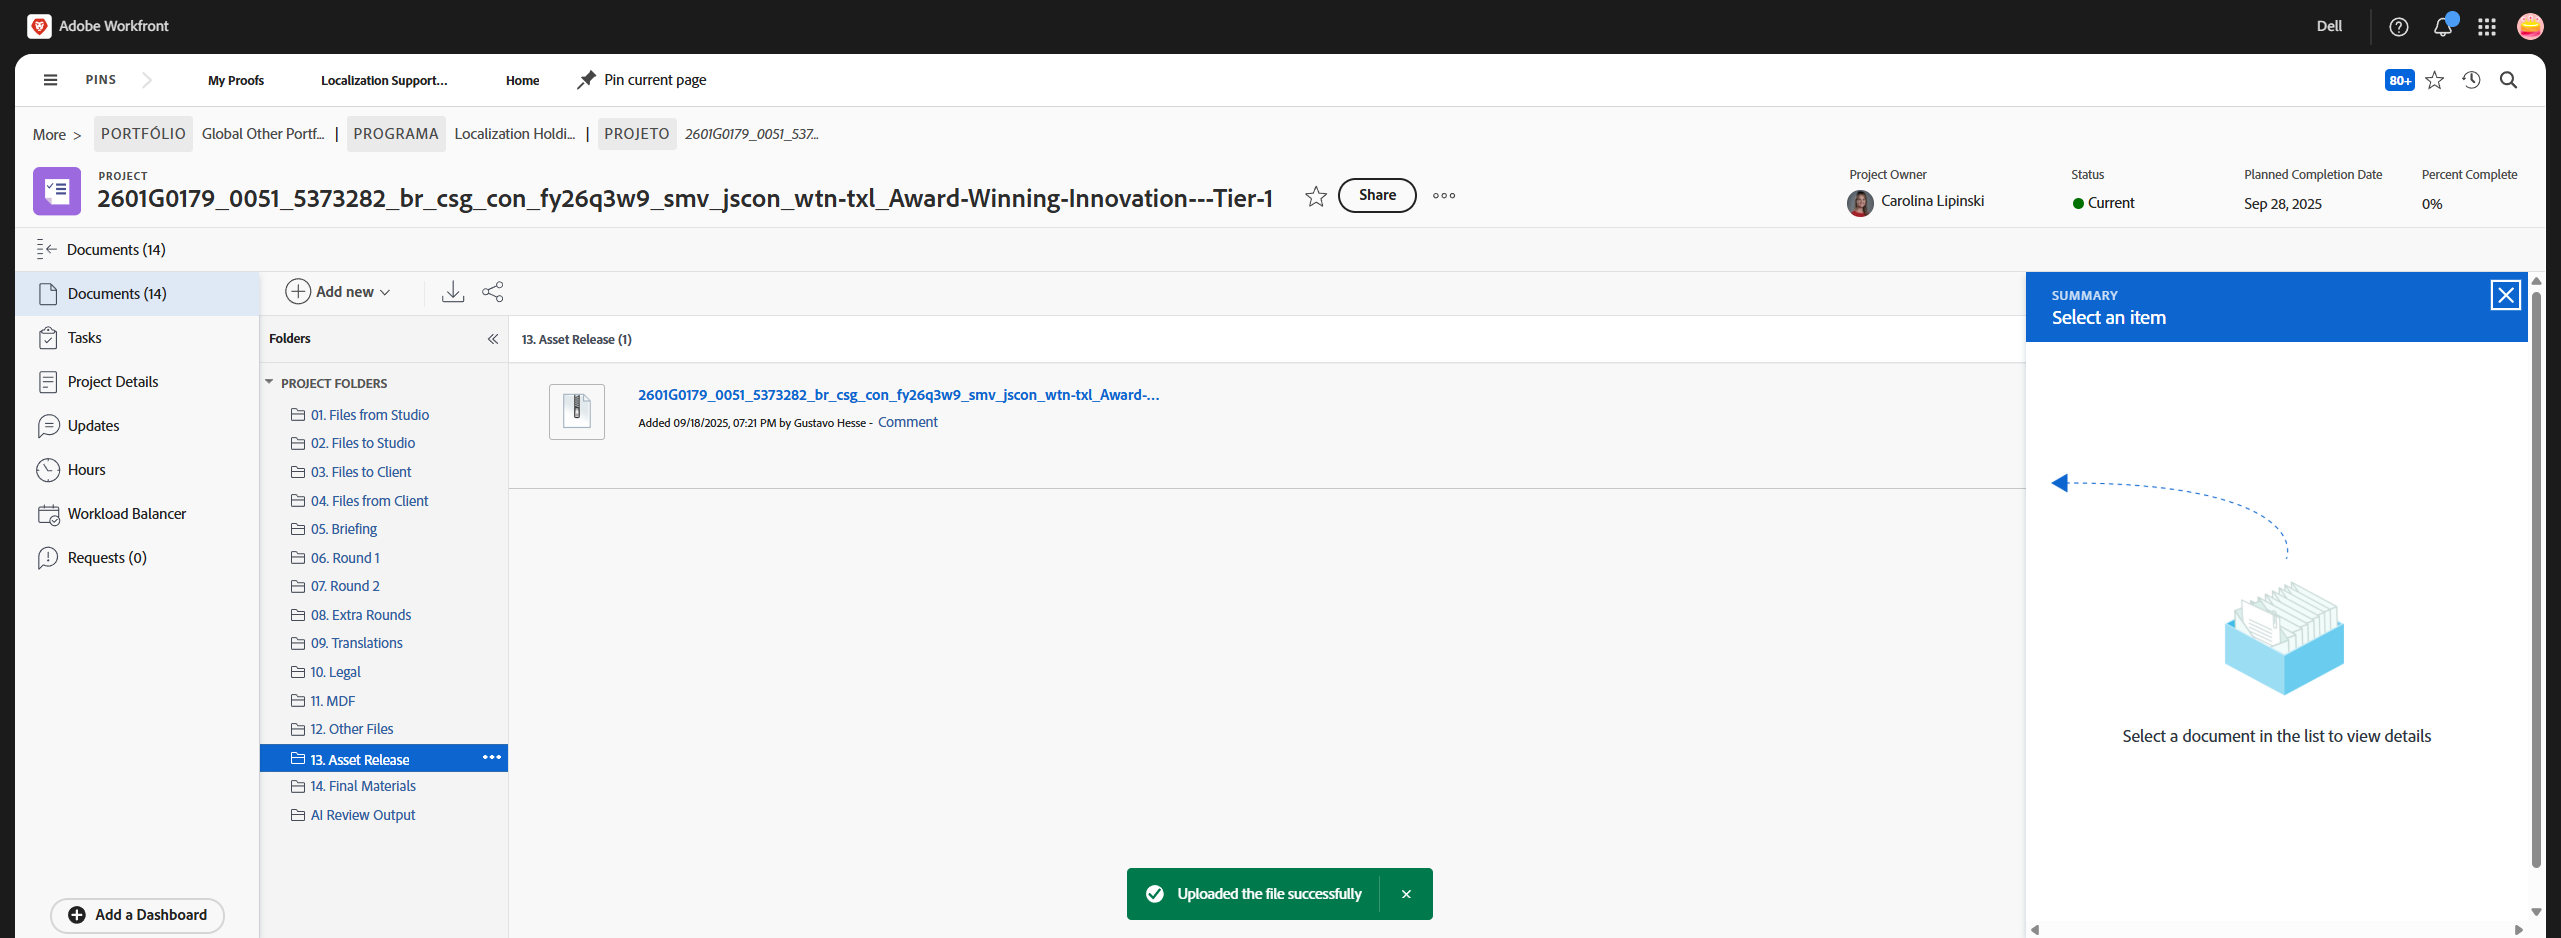 Adobe Workfront
Dell
PINS
My Proofs
Localization Support...
Home
Pin current page
80+
More >
PORTFÓLIO
Global Other Portf...
|
PROGRAMA
Localization Holdi...
|
PROJETO
2601G0179_0051_537...
PROJECT
2601G0179_0051_5373282_br_csg_con_fy26q3w9_smv_jscon_wtn-txl_Award-Winning-Innovation---Tier-1
Share
Project Owner
Carolina Lipinski
Status
Current
Planned Completion Date
Sep 28, 2025
Percent Complete
0%
Documents (14)
Documents (14)
Tasks
Project Details
Updates
Hours
Workload Balancer
Requests (0)
Add a Dashboard
Add new
Folders
PROJECT FOLDERS
01. Files from Studio
02. Files to Studio
03. Files to Client
04. Files from Client
05. Briefing
06. Round 1
07. Round 2
08. Extra Rounds
09. Translations
10. Legal
11. MDF
12. Other Files
13. Asset Release
14. Final Materials
AI Review Output
13. Asset Release (1)
2601G0179_0051_5373282_br_csg_con_fy26q3w9_smv_jscon_wtn-txl_Award-...
Added 09/18/2025, 07:21 PM by Gustavo Hesse - Comment
SUMMARY
Select an item
Select a document in the list to view details
Uploaded the file successfully